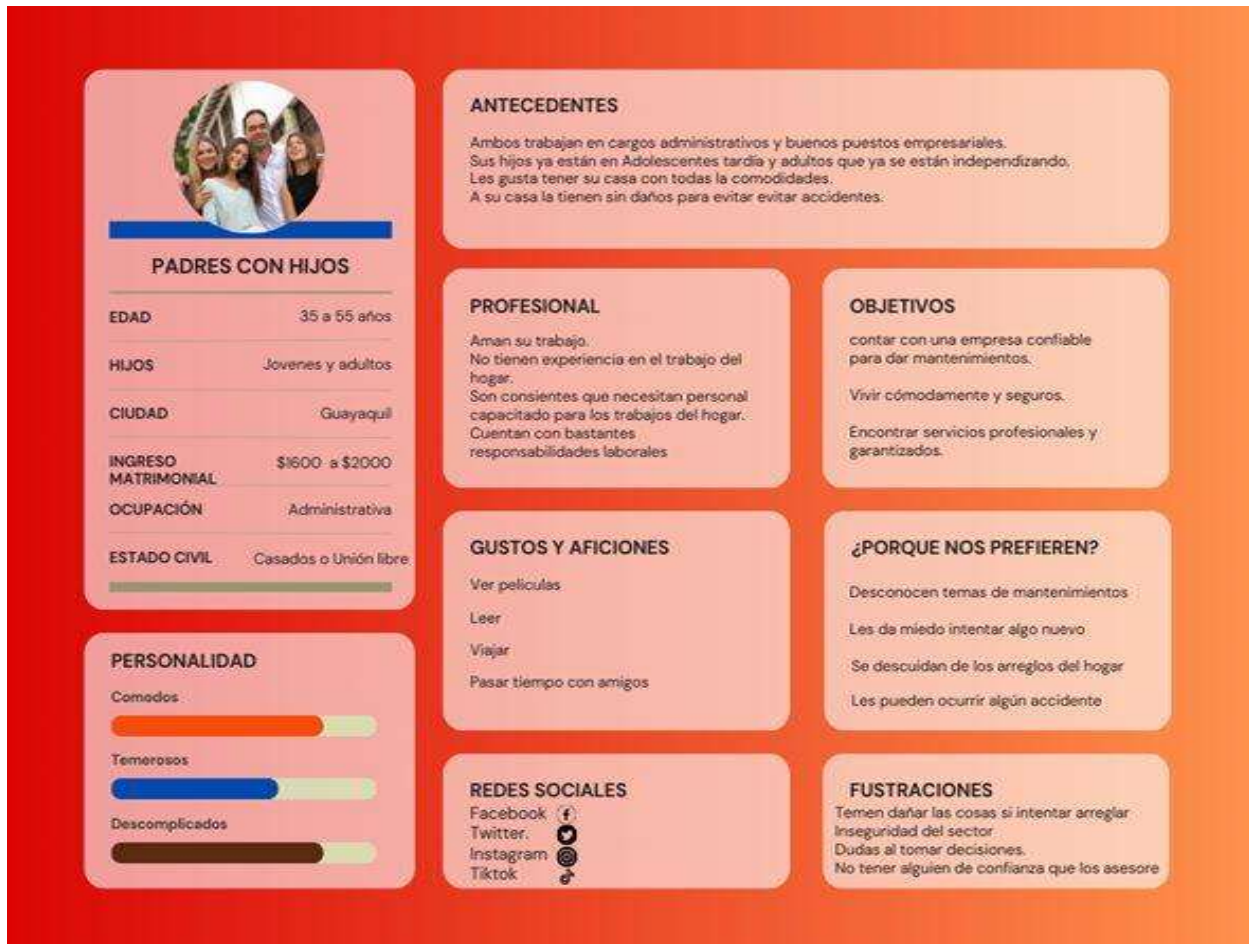 PADRES CON HIJOS
EDAD 35 a 55 años
HIJOS Jovenes y adultos
CIUDAD Guayaquil
INGRESO MATRIMONIAL $1600 a $2000
OCUPACIÓN Administrativa
ESTADO CIVIL Casados o Unión libre
PERSONALIDAD
Comodos
Temerosos
Descomplicados
ANTECEDENTES
Ambos trabajan en cargos administrativos y buenos puestos empresariales.
Sus hijos ya están en Adolescentes tardía y adultos que ya se están independizando.
Les gusta tener su casa con todas la comodidades.
A su casa la tienen sin daños para evitar evitar accidentes.
PROFESIONAL
Aman su trabajo.
No tienen experiencia en el trabajo del
hogar.
Son consientes que necesitan personal
capacitado para los trabajos del hogar.
Cuentan con bastantes
responsabilidades laborales
OBJETIVOS
contar con una empresa confiable
para dar mantenimientos.
Vivir cómodamente y seguros.
Encontrar servicios profesionales y
garantizados.
GUSTOS Y AFICIONES
Ver peliculas
Leer
Viajar
Pasar tiempo con amigos
¿PORQUE NOS PREFIEREN?
Desconocen temas de mantenimientos
Les da miedo intentar algo nuevo
Se descuidan de los arreglos del hogar
Les pueden ocurrir algún accidente
REDES SOCIALES
Facebook
Twitter.
Instagram
Tiktok
FUSTRACIONES
Temen dañar las cosas si intentar arreglar
Inseguridad del sector
Dudas al tomar decisiones.
No tener alguien de confianza que los asesore